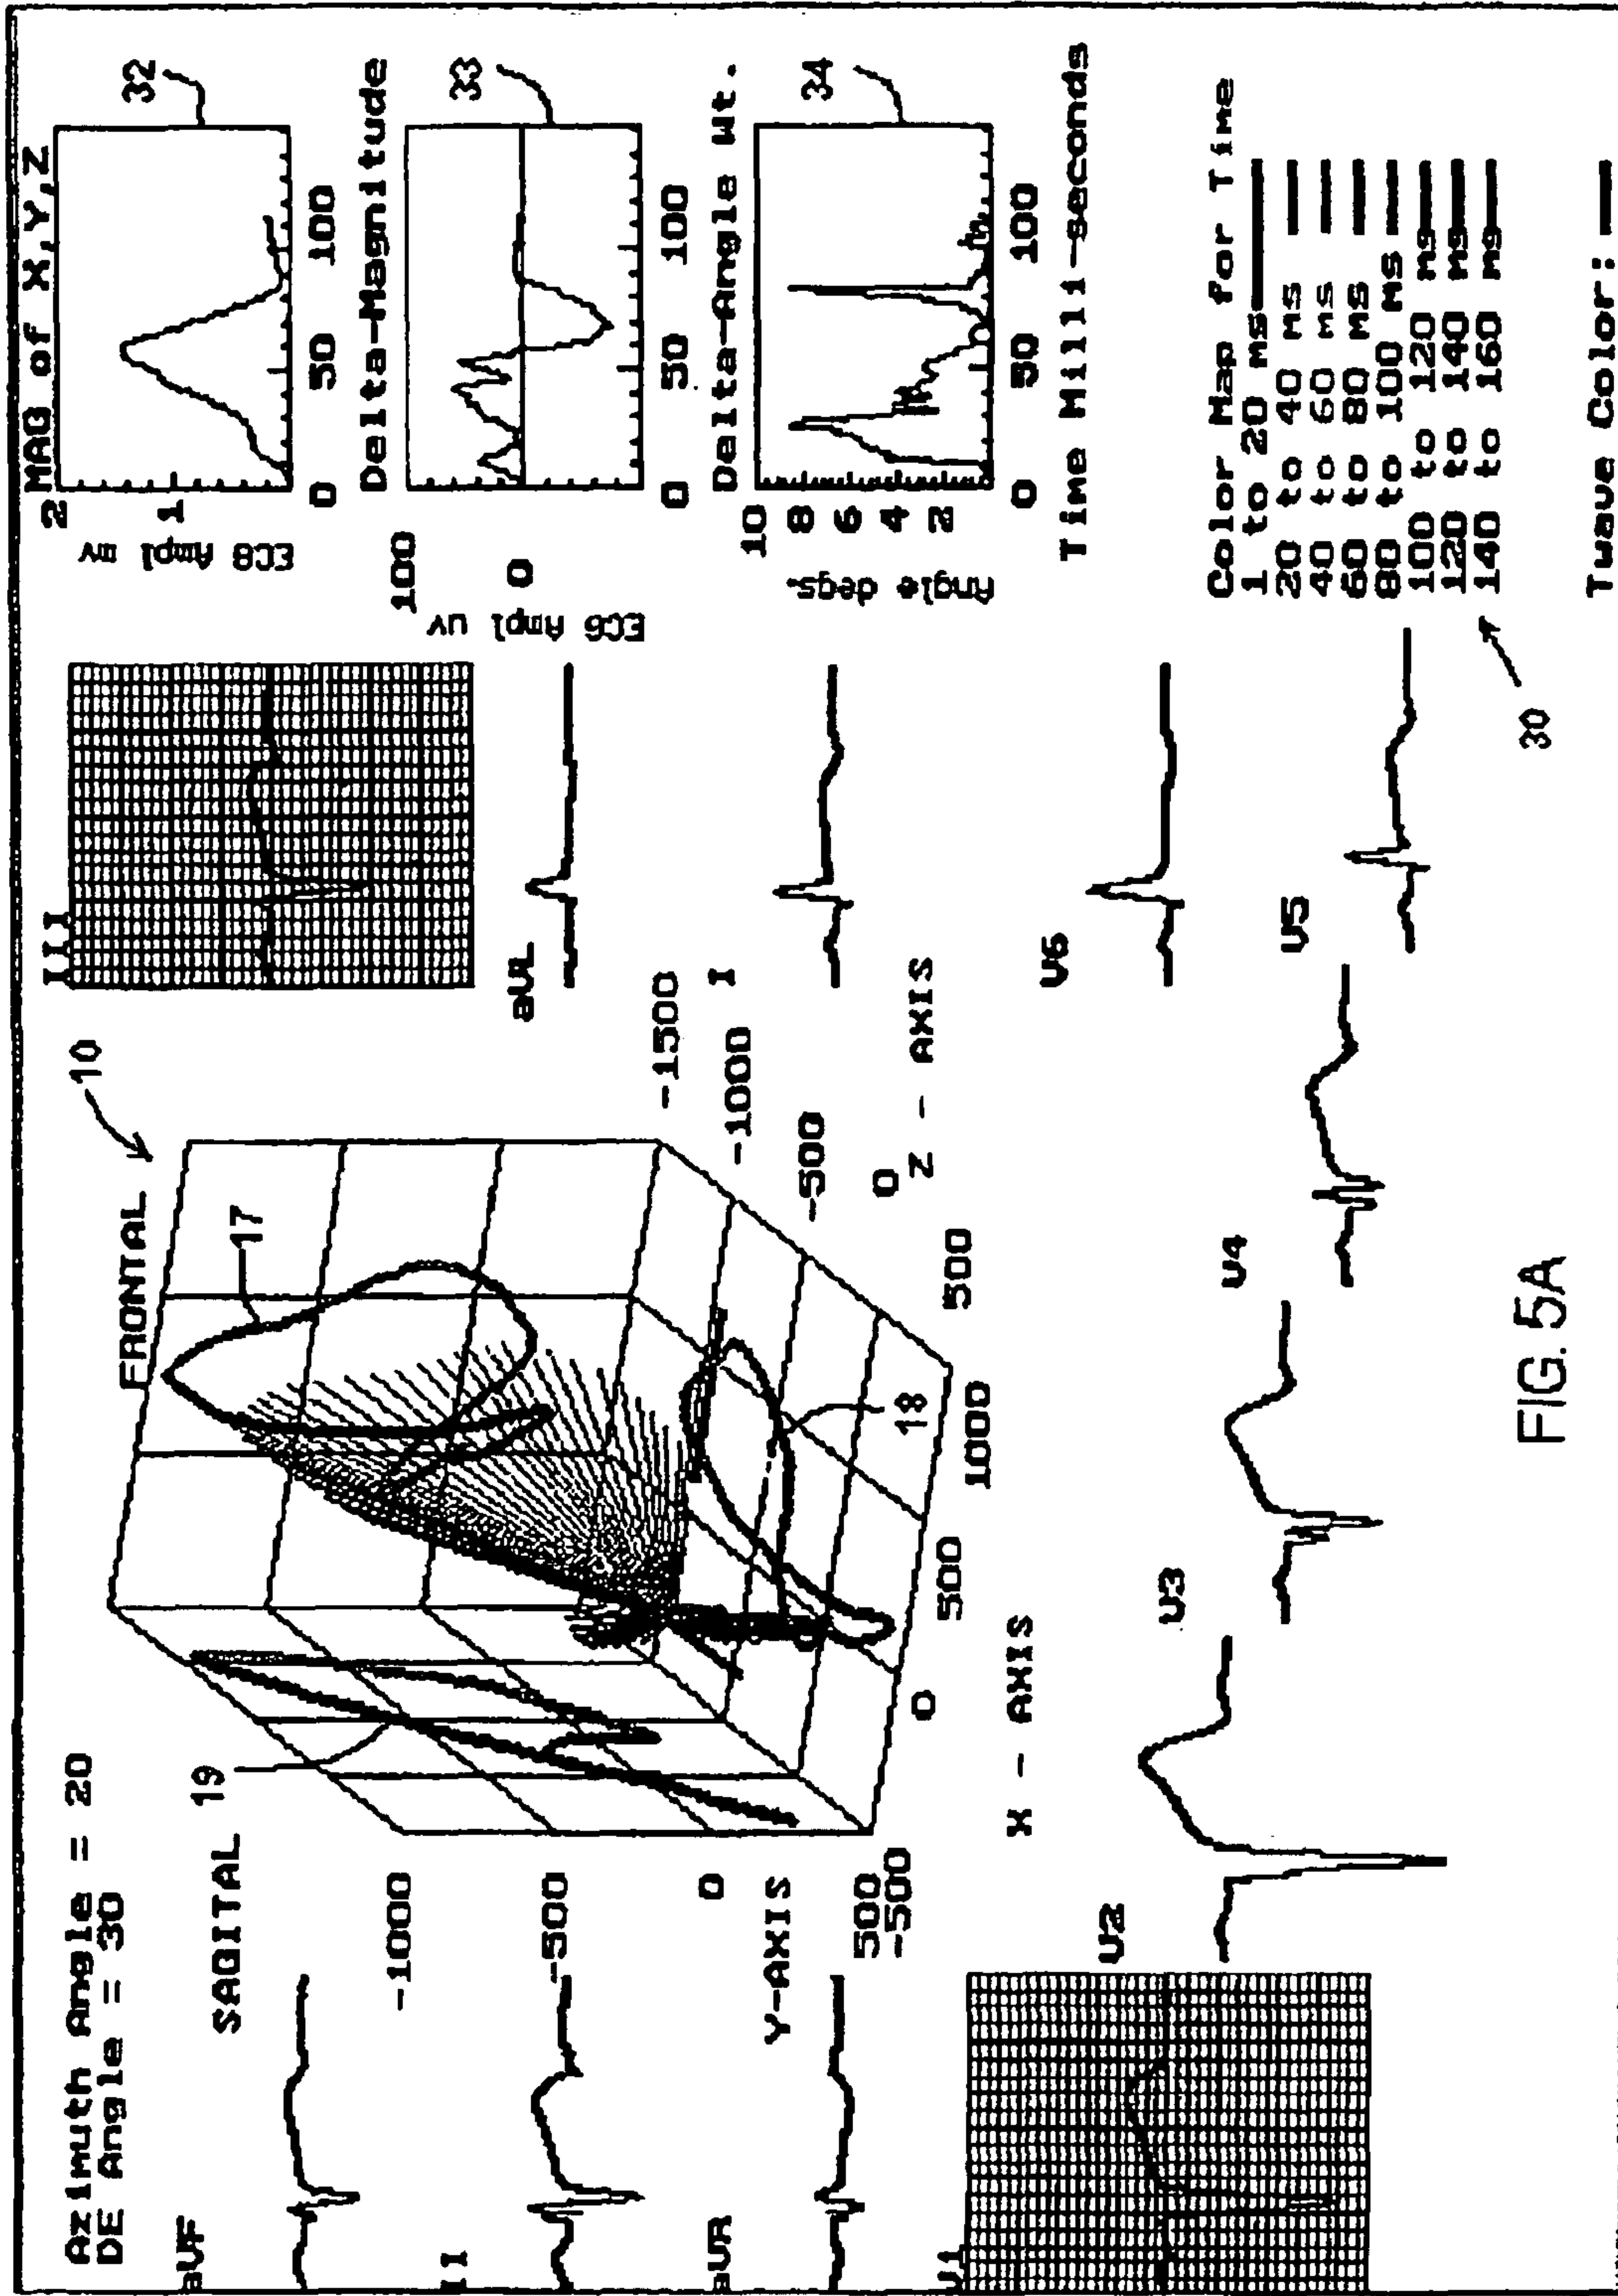 Azimuth Angle = 20
DE Angle = 30
aVF
II
aVR
V1
SAGITAL
19
-1000
-500
0
Y-AXIS
500
FRONTAL
10
17
18
-500
0
500
1000
X - AXIS
500
0
-500
-1000
-1500
Z - AXIS
III
aVL
I
V6
V5
V4
V3
V2
MAG of X,Y,Z
2
1
ECG Ampl mv
0 50 100
32
Delta-Magnitude
100
0
ECG Ampl uv
0 50 100
33
Delta-Angle Wt.
10
8
6
4
2
Angle degs.
0 50 100
34
Time Milli-seconds
Color Map for Time
1 to 20 ms
20 to 40 ms
40 to 60 ms
60 to 80 ms
80 to 100 ms
100 to 120 ms
120 to 140 ms
140 to 160 ms
30
Twave Color:
FIG. 5A